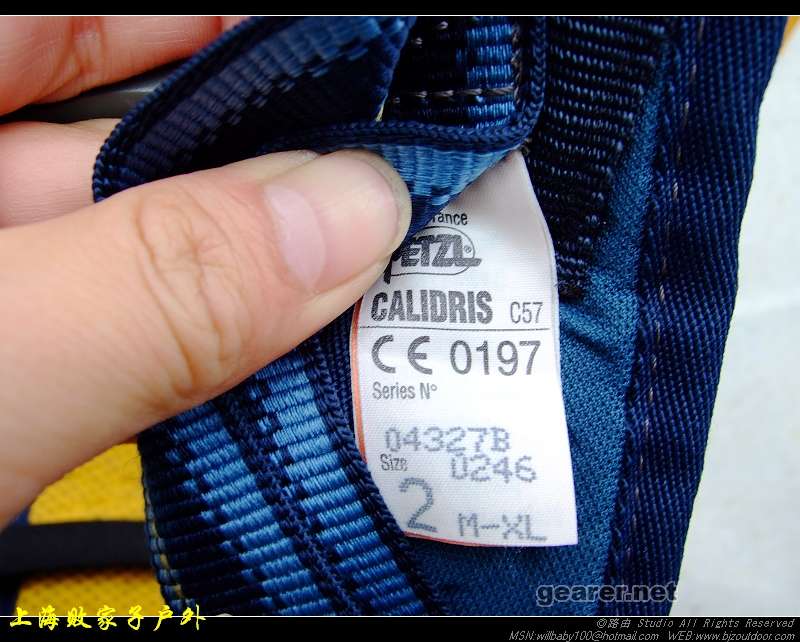 PETZL®
CALIDRIS C57
CE 0197
Series N°
04327B
Size 0246
2 M-XL
gearer.net
上海败家子户外
©路由 Studio All Rights Reserved
MSN:willbaby100@hotmail.com WEB:www.bjzoutdoor.com